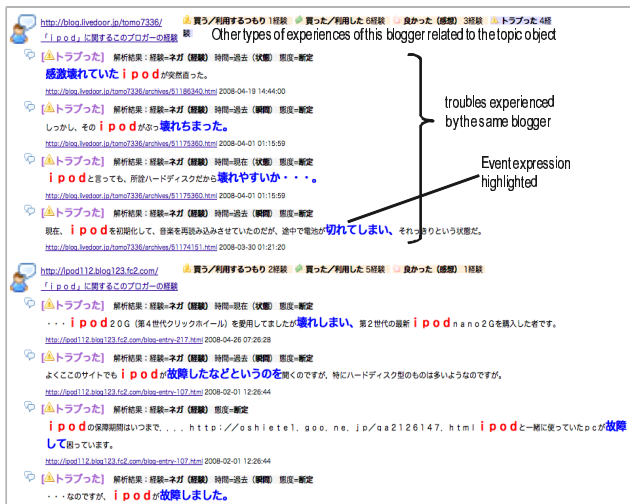 http://blog.livedoor.jp/tomo7336/ 買う/利用するつもり 1経験 買った/利用した 6経験 良かった（感想）3経験 トラブった 4経験
「ｉｐｏｄ」に関するこのブロガーの経験
Other types of experiences of this blogger related to the topic object
[トラブった] 解析結果：経験=ネガ（経験） 時間=過去（状態） 態度=断定
感激壊れていたｉｐｏｄが突然直った。
http://blog.livedoor.jp/tomo7336/archives/51186340.html 2008-04-19 14:44:00
troubles experienced
by the same blogger
[トラブった] 解析結果：経験=ネガ（経験） 時間=過去（瞬間） 態度=断定
しっかし、そのｉｐｏｄがぶっ壊れちまった。
http://blog.livedoor.jp/tomo7336/archives/51175360.html 2008-04-01 01:15:59
[トラブった] 解析結果：経験=ネガ（経験） 時間=現在（状態） 態度=断定
ｉｐｏｄと言っても、所詮ハードディスクだから壊れやすいか・・・。
http://blog.livedoor.jp/tomo7336/archives/51175360.html 2008-04-01 01:15:59
Event expression
highlighted
[トラブった] 解析結果：経験=ネガ（経験） 時間=過去（瞬間） 態度=断定
現在、ｉｐｏｄを初期化して、音楽を再読み込みさせていたのだが、途中で電池が切れてしまい、それっきりという状態だ。
http://blog.livedoor.jp/tomo7336/archives/51174151.html 2008-03-30 01:21:20
http://ipod112.blog123.fc2.com/ 買う/利用するつもり 2経験 買った/利用した 5経験 良かった（感想）1経験
「ｉｐｏｄ」に関するこのブロガーの経験
[トラブった] 解析結果：経験=ネガ（経験） 時間=現在（状態） 態度=断定
・・・ｉｐｏｄ２０Ｇ（第４世代クリックホイール）を愛用してましたが壊れしまい、第２世代の最新ｉｐｏｄｎａｎｏ２Ｇを購入した者です。
http://ipod112.blog123.fc2.com/blog-entry-217.html 2008-04-26 07:26:28
[トラブった] 解析結果：経験=ネガ（経験） 時間=過去（瞬間） 態度=断定
よくここのサイトでもｉｐｏｄが故障したなどというのを聞くのですが，特にハードディスク型のものは多いようなのですが。
http://ipod112.blog123.fc2.com/blog-entry-107.html 2008-02-01 12:26:44
[トラブった] 解析結果：経験=ネガ（経験） 態度=断定
ｉｐｏｄの保障期間はいつまで．．．．ｈｔｔｐ：／／ｏｓｈｉｅｔｅ１．ｇｏｏ．ｎｅ．ｊｐ／ｑａ２１２６１４７．ｈｔｍｌｉｐｏｄと一緒に使っていたｐｃが故障
して困っています。
http://ipod112.blog123.fc2.com/blog-entry-107.html 2008-02-01 12:26:44
[トラブった] 解析結果：経験=ネガ（経験） 時間=過去（瞬間） 態度=断定
・・・なのですが、ｉｐｏｄが故障しました。